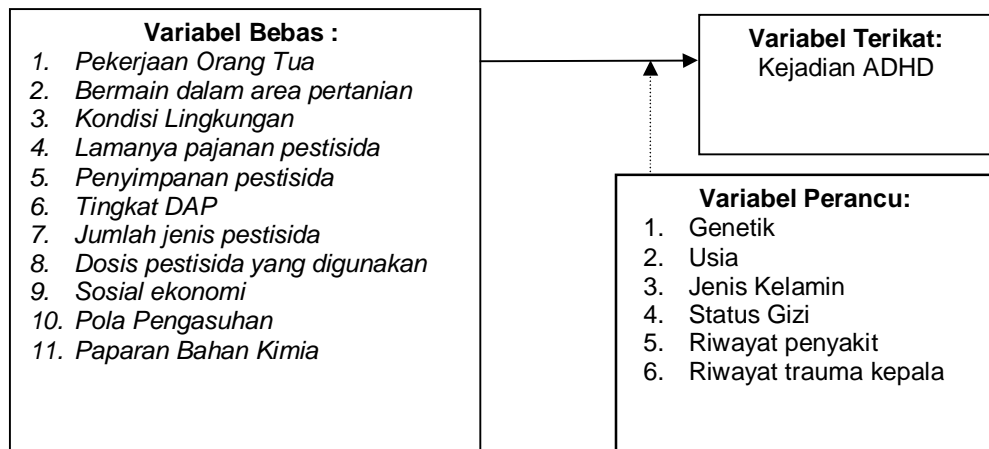 Variabel Bebas :
1. Pekerjaan Orang Tua
2. Bermain dalam area pertanian
3. Kondisi Lingkungan
4. Lamanya pajanan pestisida
5. Penyimpanan pestisida
6. Tingkat DAP
7. Jumlah jenis pestisida
8. Dosis pestisida yang digunakan
9. Sosial ekonomi
10. Pola Pengasuhan
11. Paparan Bahan Kimia
Variabel Terikat:
Kejadian ADHD
Variabel Perancu:
1. Genetik
2. Usia
3. Jenis Kelamin
4. Status Gizi
5. Riwayat penyakit
6. Riwayat trauma kepala